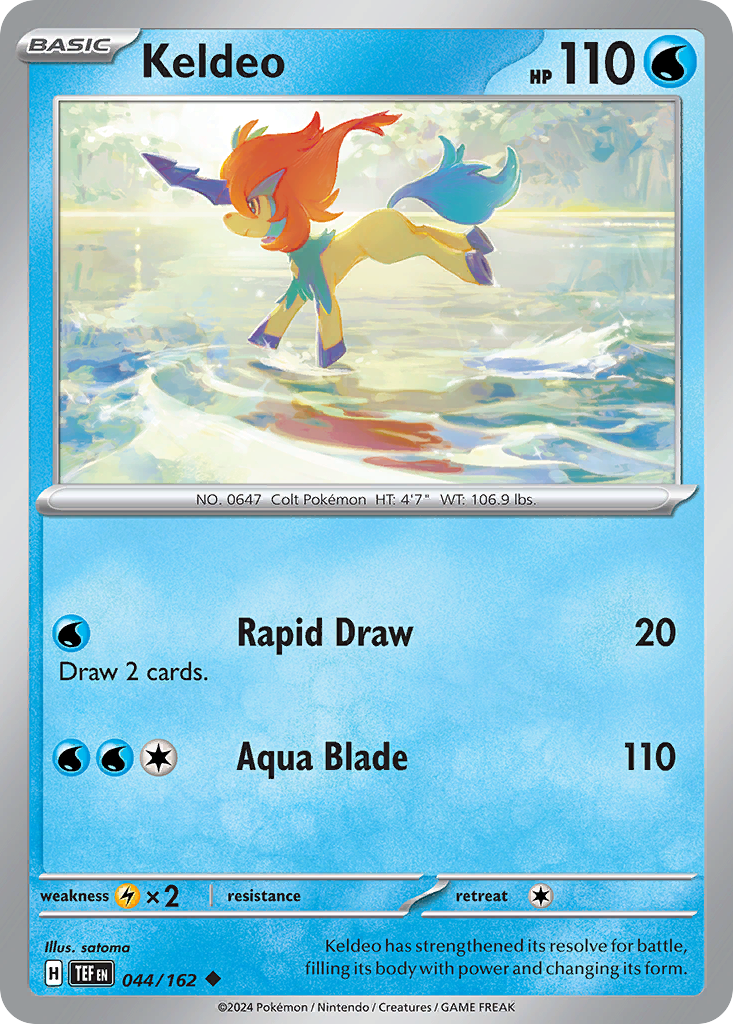 BASIC
Keldeo
HP 110
NO. 0647 Colt Pokémon HT: 4'7" WT: 106.9 lbs.
Rapid Draw 20
Draw 2 cards.
Aqua Blade 110
weakness ×2 resistance retreat
Illus. satoma
Keldeo has strengthened its resolve for battle,
filling its body with power and changing its form.
H TEF EN 044/162
©2024 Pokémon / Nintendo / Creatures / GAME FREAK